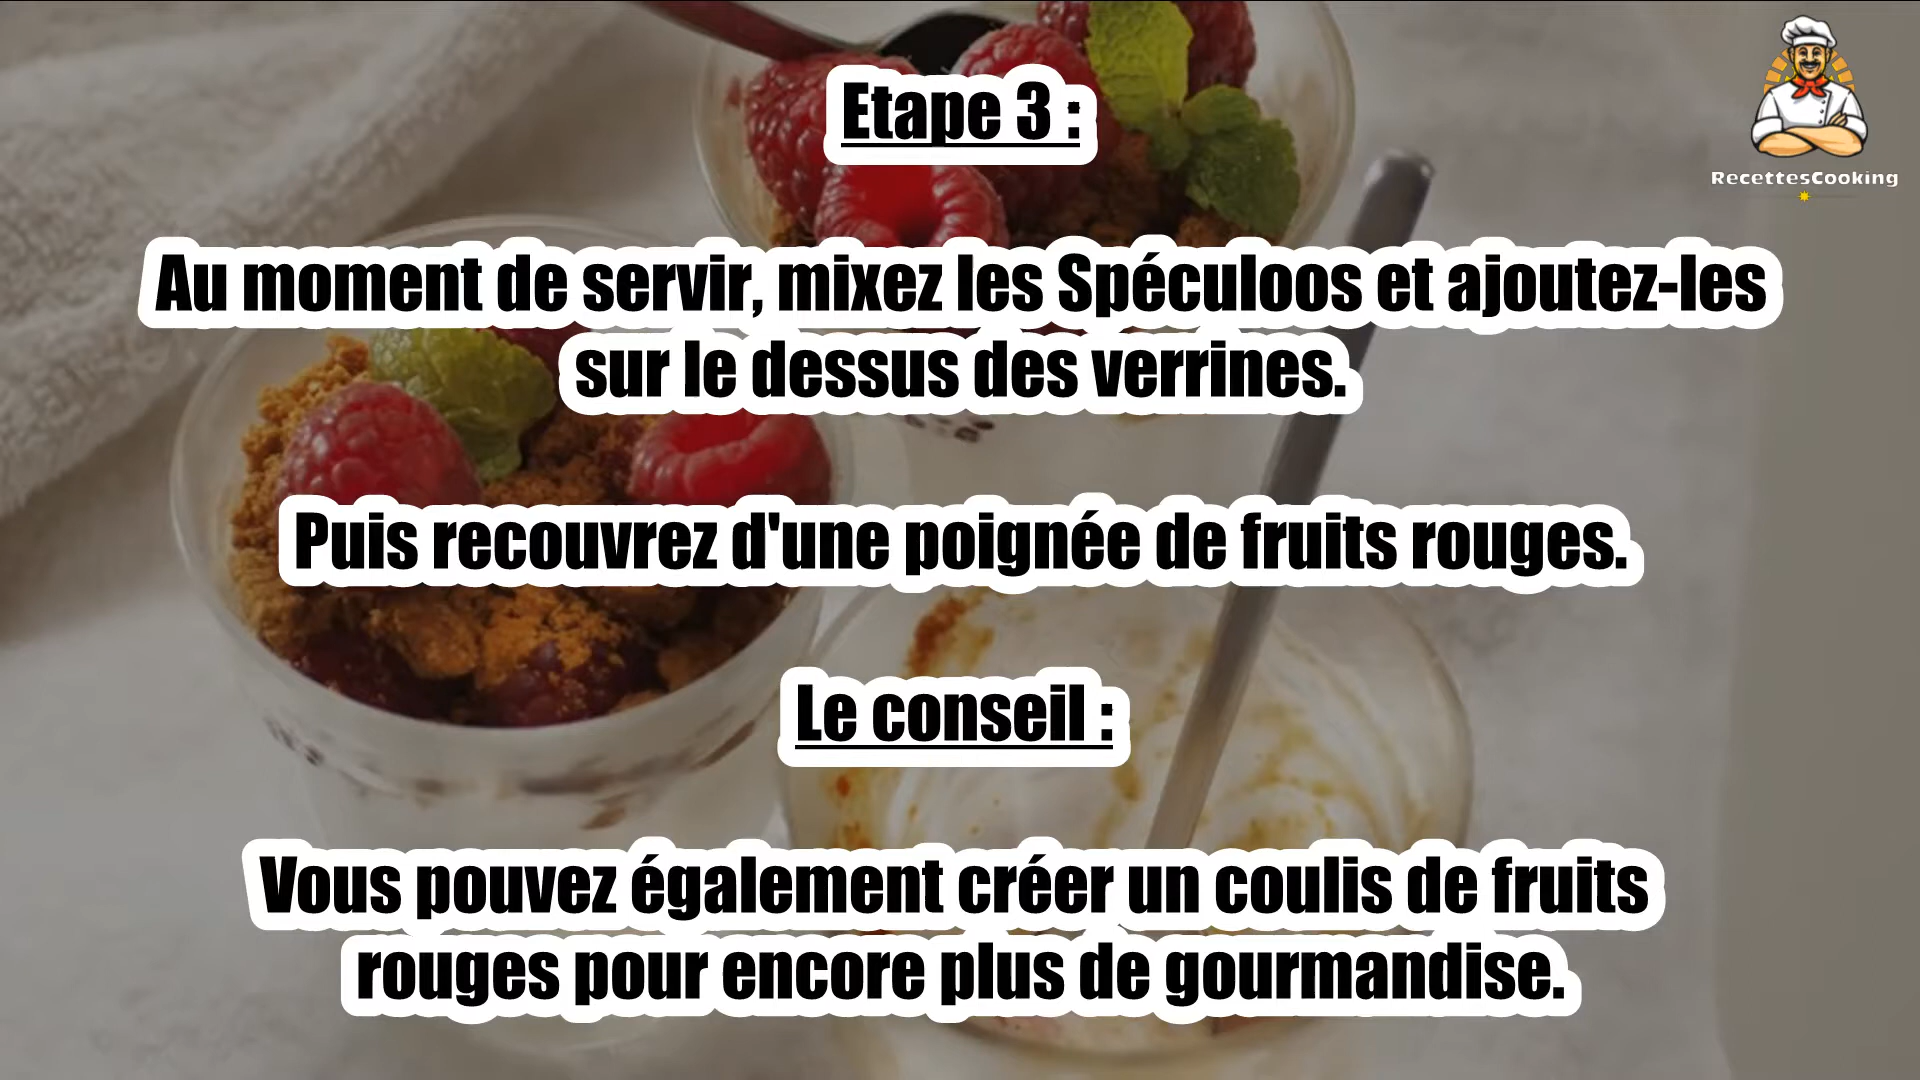 Etape 3 :
RecettesCooking
Au moment de servir, mixez les Spéculoos et ajoutez-les
sur le dessus des verrines.
Puis recouvrez d'une poignée de fruits rouges.
Le conseil :
Vous pouvez également créer un coulis de fruits
rouges pour encore plus de gourmandise.